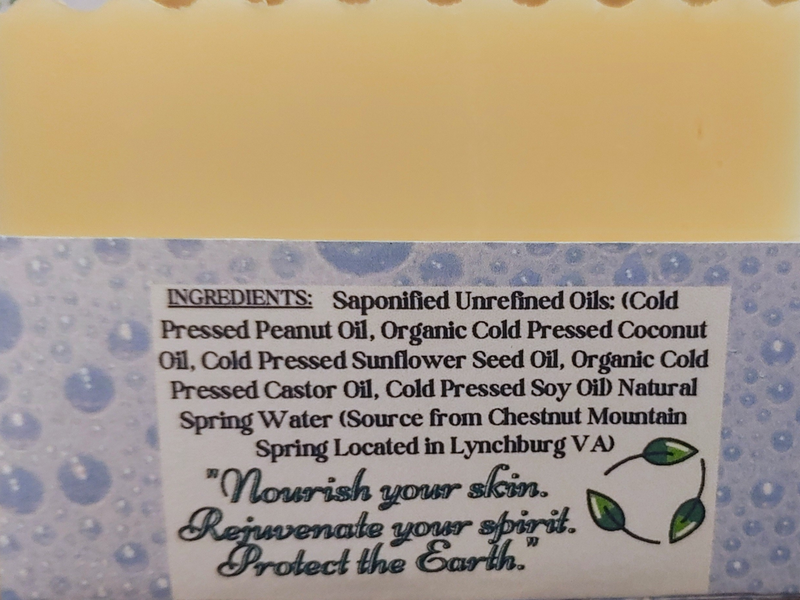 INGREDIENTS: Saponified Unrefined Oils: (Cold
Pressed Peanut Oil, Organic Cold Pressed Coconut
Oil, Cold Pressed Sunflower Seed Oil, Organic Cold
Pressed Castor Oil, Cold Pressed Soy Oil) Natural
Spring Water (Source from Chestnut Mountain
Spring Located in Lynchburg VA)
"Nourish your skin.
Rejuvenate your spirit.
Protect the Earth."